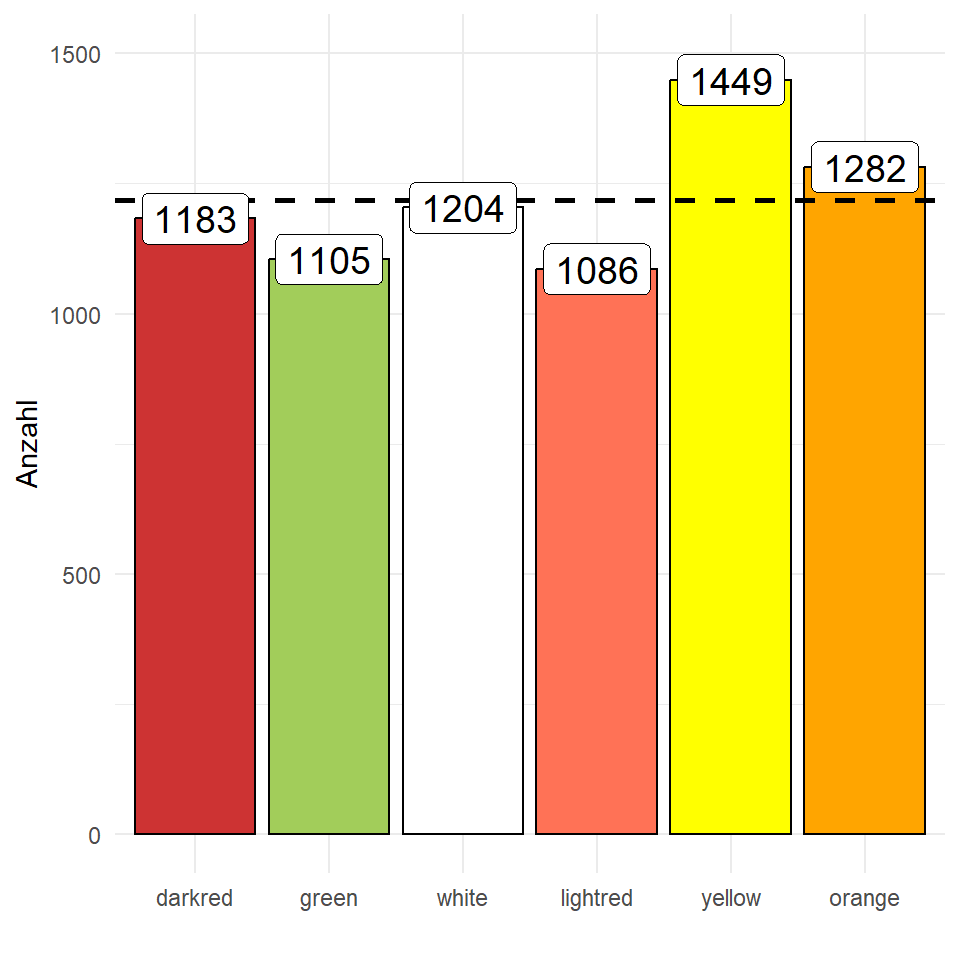 1500
1000
500
0
Anzahl
1183
1105
1204
1086
1449
1282
darkred
green
white
lightred
yellow
orange